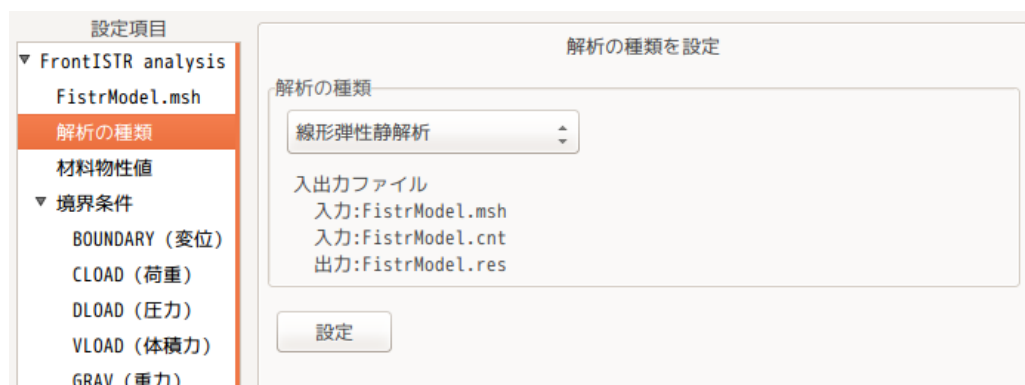 設定項目
FrontISTR analysis
FistrModel.msh
解析の種類
材料物性値
境界条件
BOUNDARY (変位)
CLOAD (荷重)
DLOAD (圧力)
VLOAD (体積力)
GRAV (重力)
解析の種類を設定
解析の種類
線形弾性静解析
入出力ファイル
入力:FistrModel.msh
入力:FistrModel.cnt
出力:FistrModel.res
設定